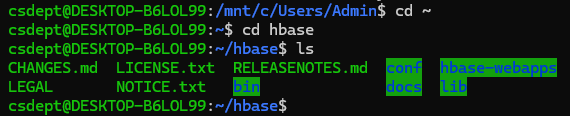 csdept@DESKTOP-B6LOL99:/mnt/c/Users/Admin$ cd ~
csdept@DESKTOP-B6LOL99:~$ cd hbase
csdept@DESKTOP-B6LOL99:~/hbase$ ls
CHANGES.md  LICENSE.txt  RELEASENOTES.md  conf  hbase-webapps
LEGAL       NOTICE.txt   bin              docs  lib
csdept@DESKTOP-B6LOL99:~/hbase$